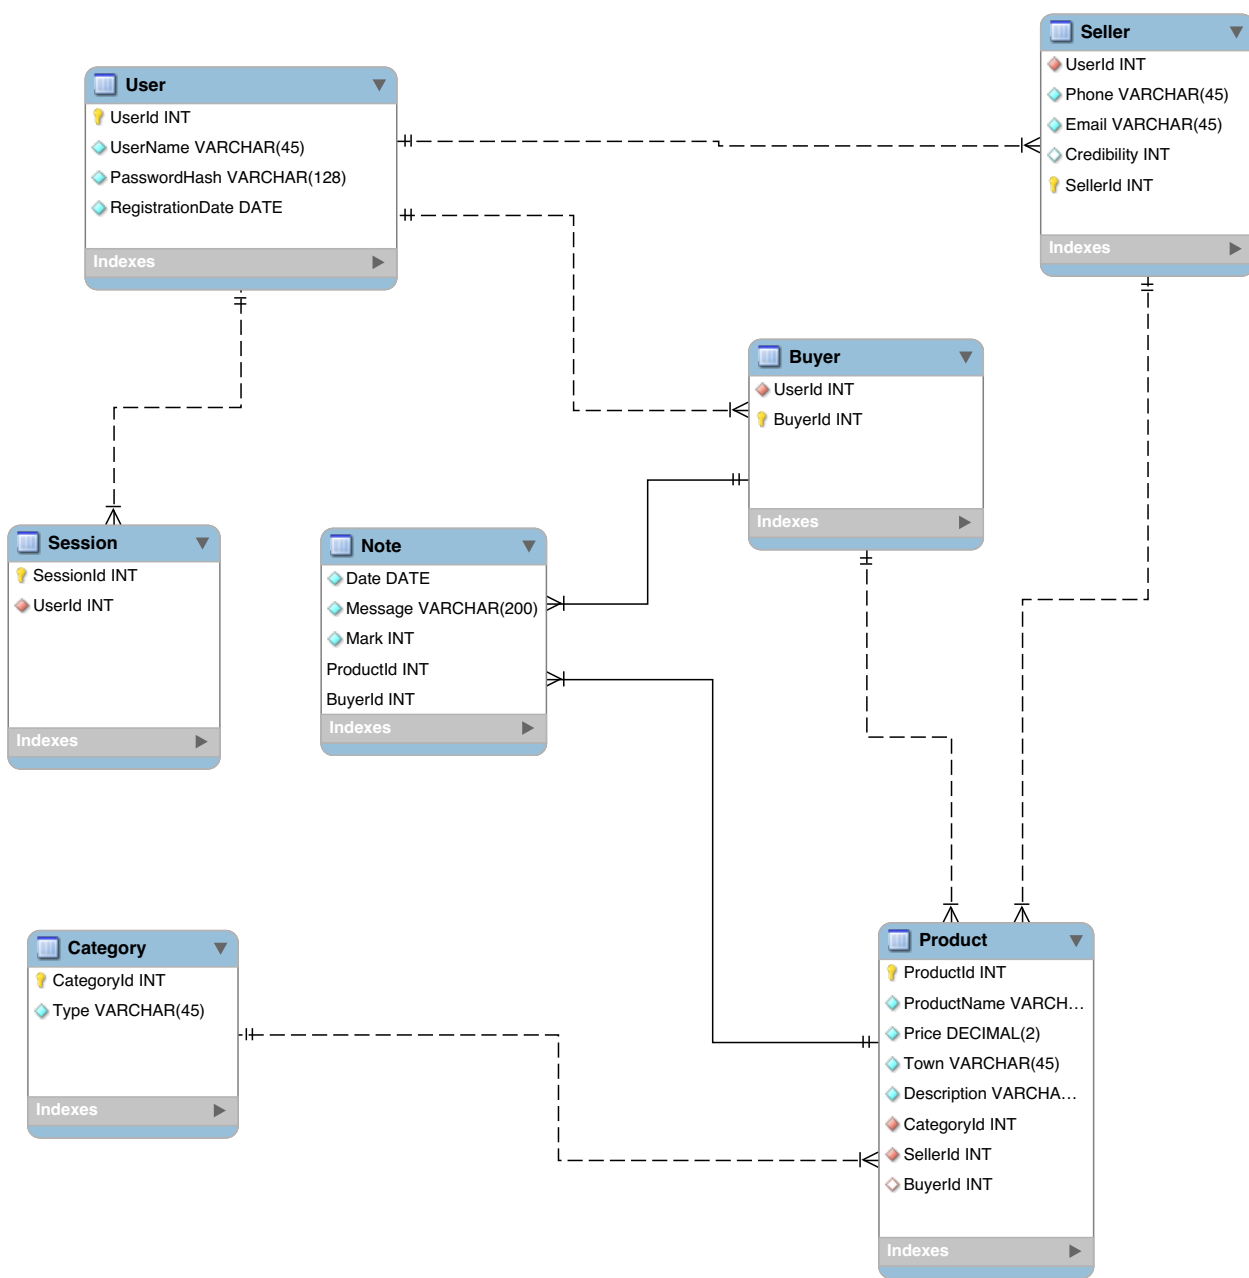 User
UserId INT
UserName VARCHAR(45)
PasswordHash VARCHAR(128)
RegistrationDate DATE
Indexes
Seller
UserId INT
Phone VARCHAR(45)
Email VARCHAR(45)
Credibility INT
SellerId INT
Indexes
Buyer
UserId INT
BuyerId INT
Indexes
Session
SessionId INT
UserId INT
Indexes
Note
Date DATE
Message VARCHAR(200)
Mark INT
ProductId INT
BuyerId INT
Indexes
Category
CategoryId INT
Type VARCHAR(45)
Indexes
Product
ProductId INT
ProductName VARCH...
Price DECIMAL(2)
Town VARCHAR(45)
Description VARCHA...
CategoryId INT
SellerId INT
BuyerId INT
Indexes